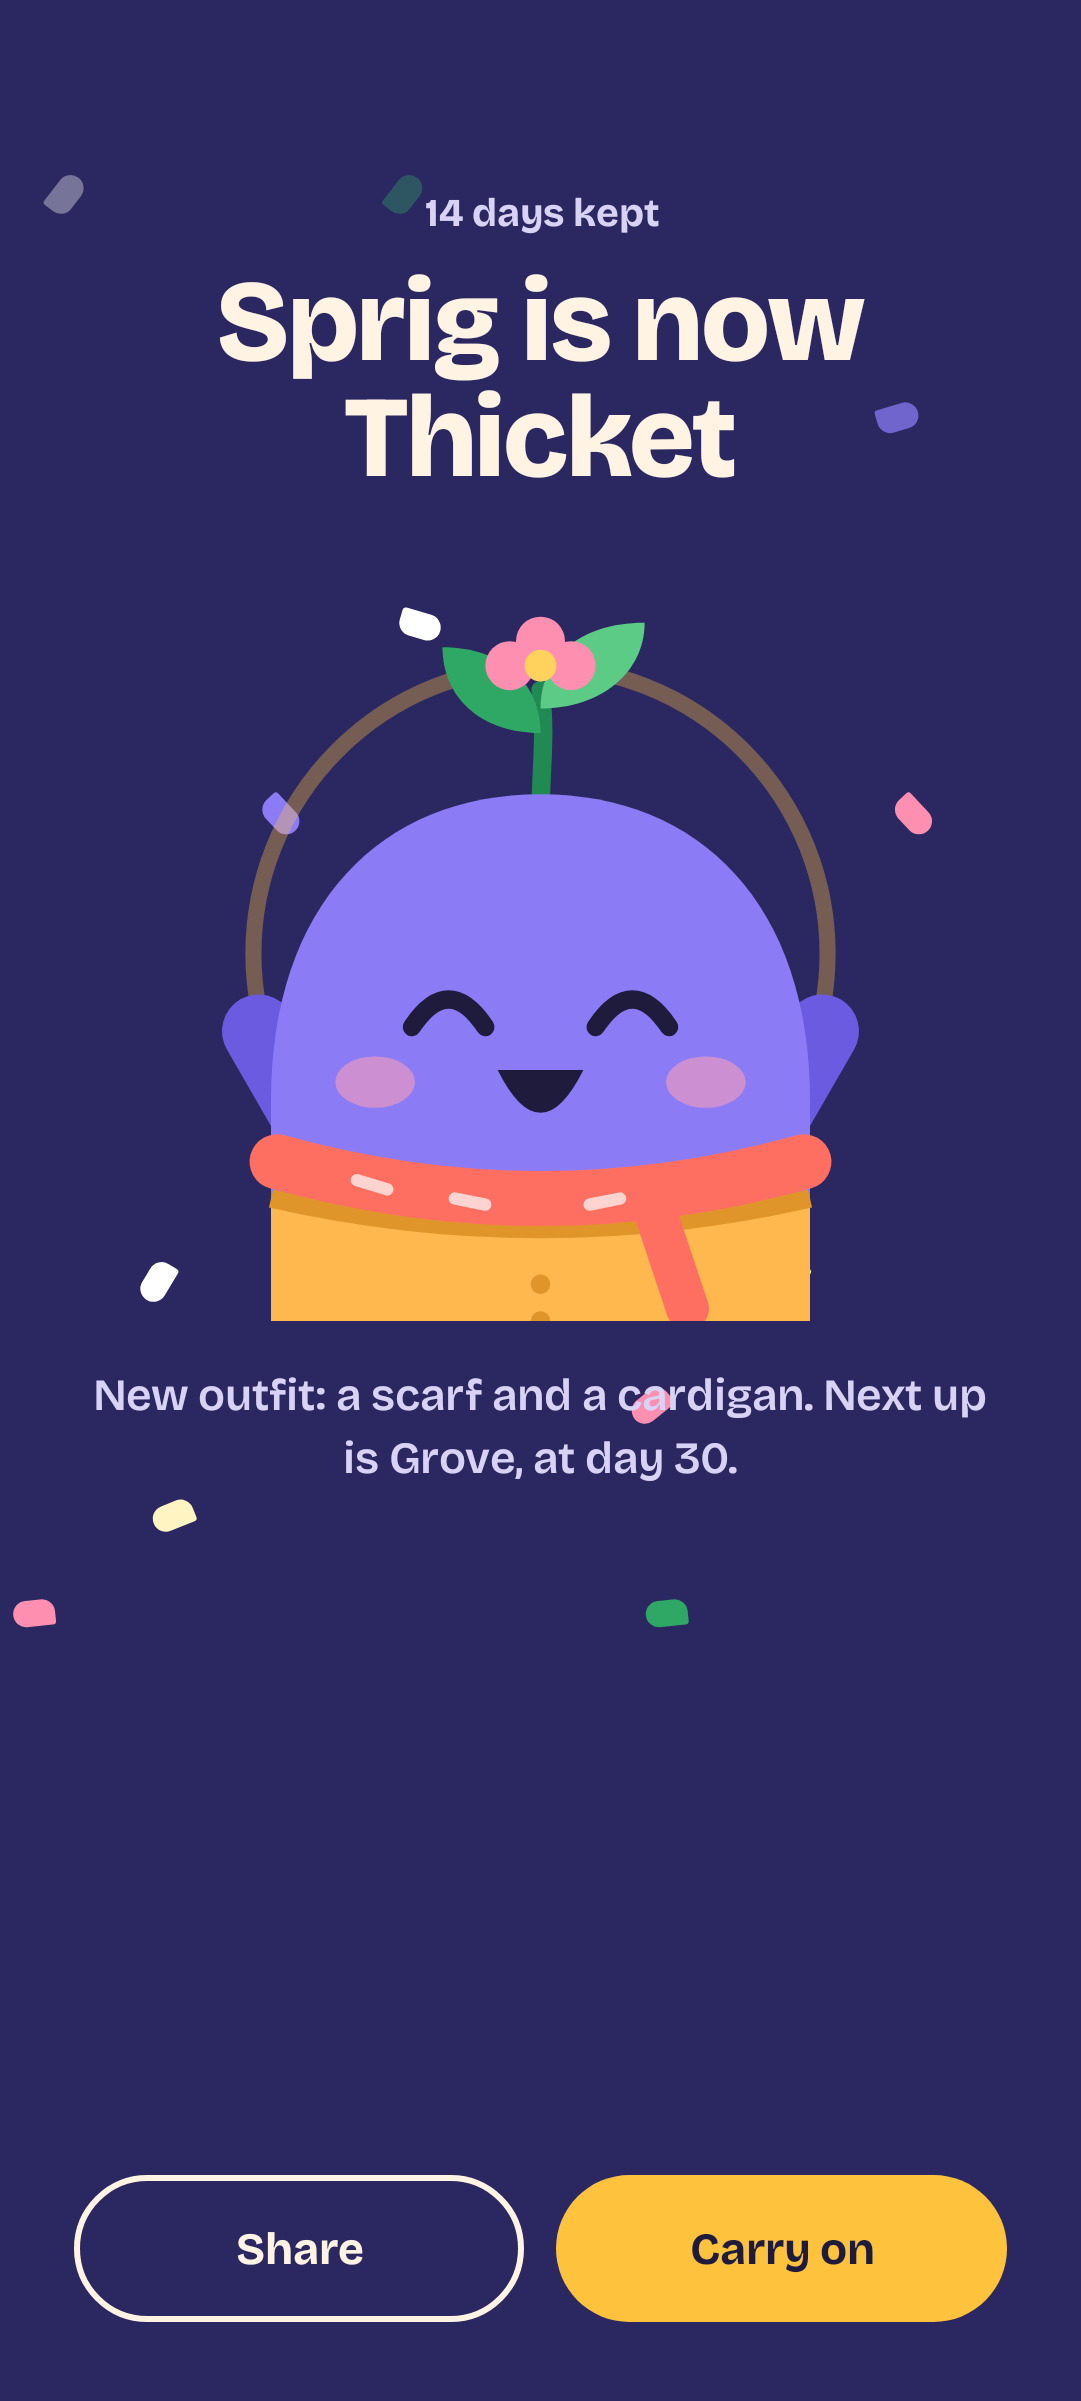 14 days kept
Sprig is now
Thicket
New outfit: a scarf and a cardigan. Next up
is Grove, at day 30.
Share
Carry on